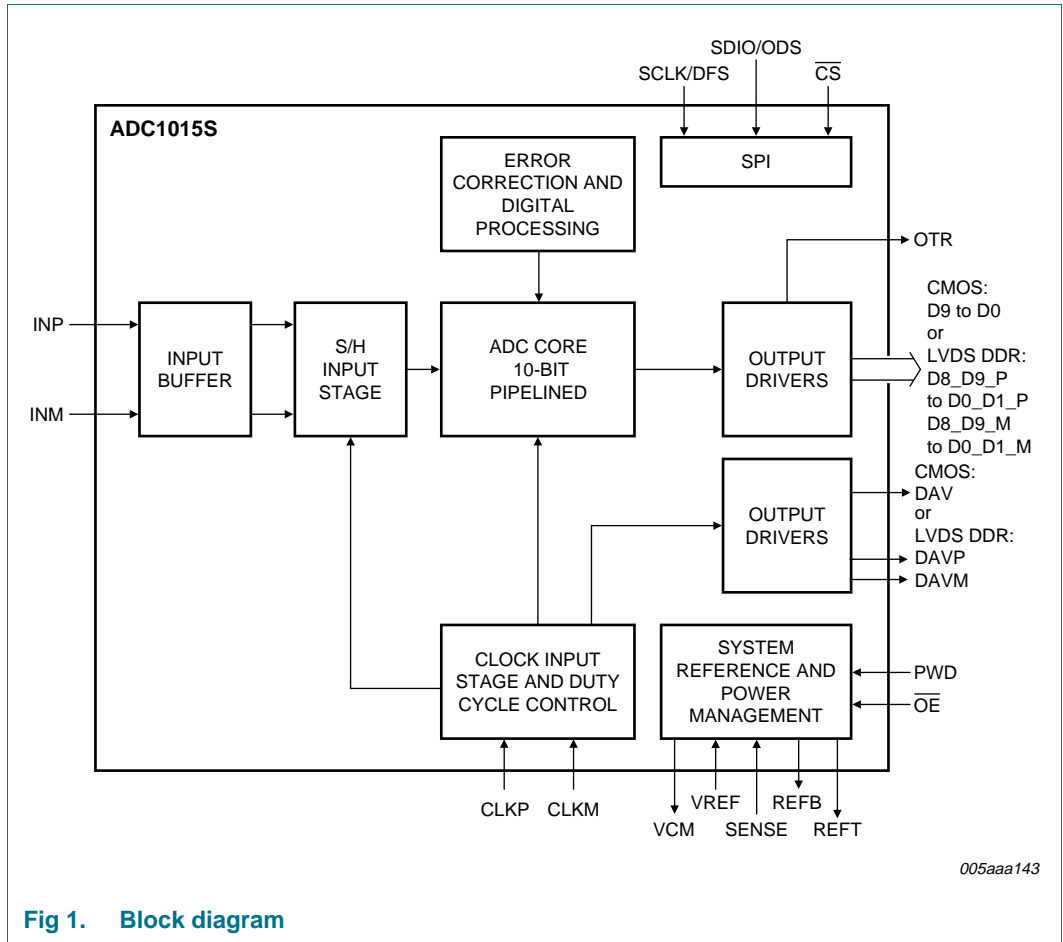 SDIO/ODS
SCLK/DFS
CS
ADC1015S
ERROR
CORRECTION AND
DIGITAL
PROCESSING
SPI
OTR
INP
INM
INPUT
BUFFER
S/H
INPUT
STAGE
ADC CORE
10-BIT
PIPELINED
OUTPUT
DRIVERS
CMOS:
D9 to D0
or
LVDS DDR:
D8_D9_P
to D0_D1_P
D8_D9_M
to D0_D1_M
OUTPUT
DRIVERS
CMOS:
DAV
or
LVDS DDR:
DAVP
DAVM
CLOCK INPUT
STAGE AND DUTY
CYCLE CONTROL
SYSTEM
REFERENCE AND
POWER
MANAGEMENT
PWD
OE
CLKP
CLKM
VCM
VREF
SENSE
REFB
REFT
005aaa143
Fig 1. Block diagram